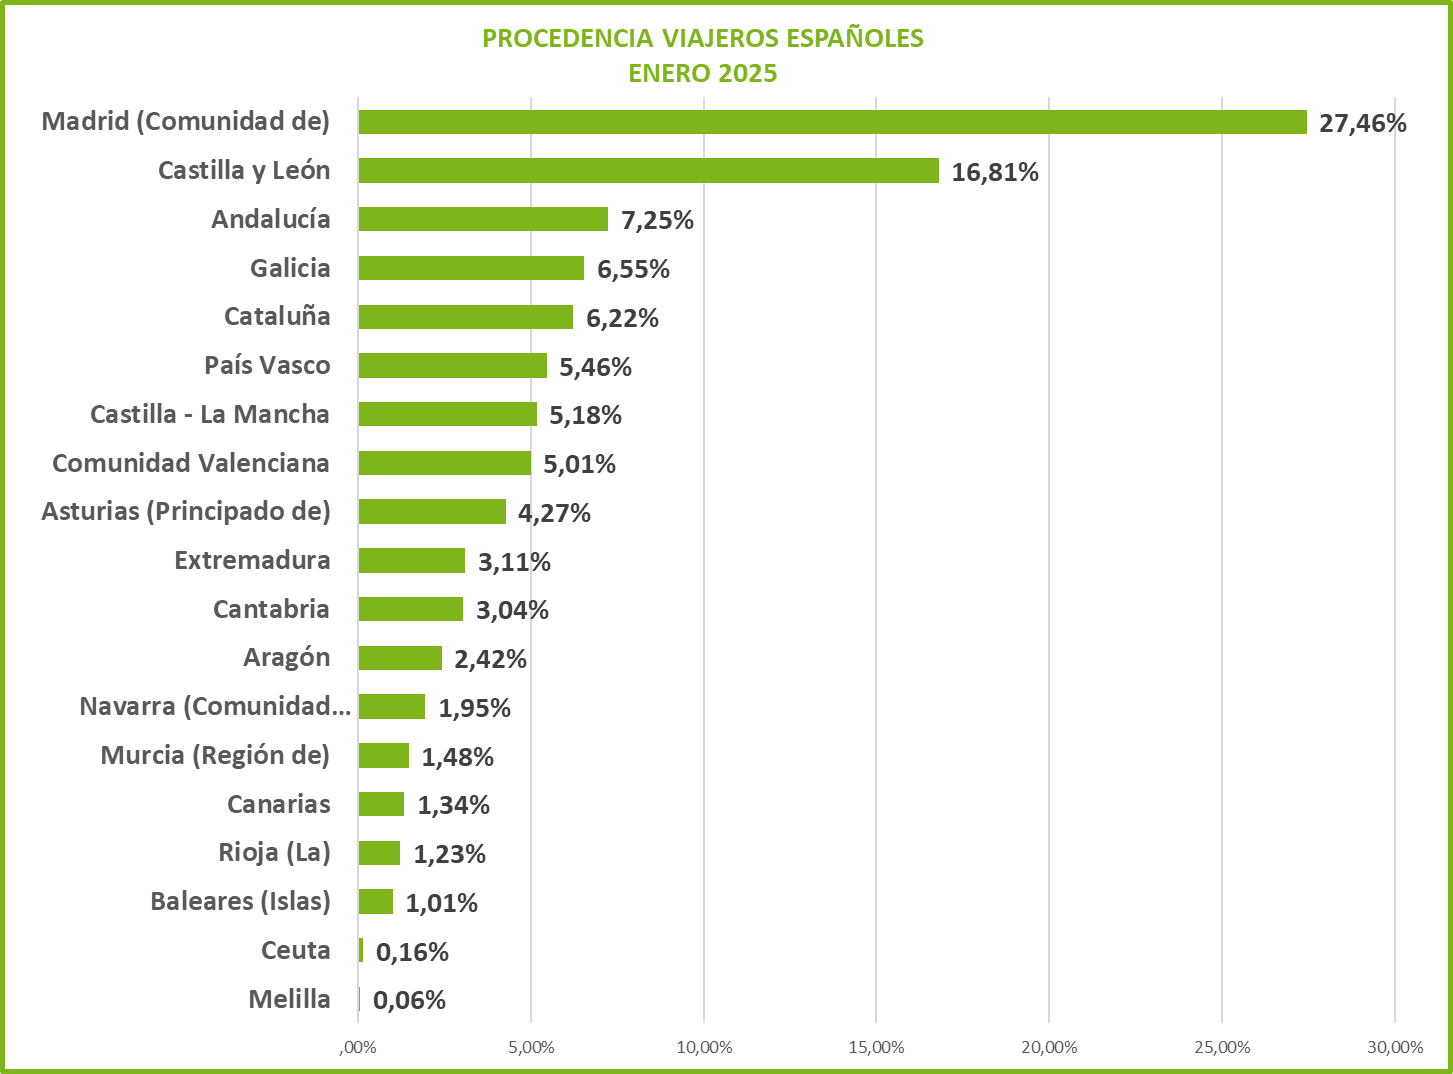 PROCEDENCIA VIAJEROS ESPAÑOLES
ENERO 2025
Madrid (Comunidad de) 27,46%
Castilla y León 16,81%
Andalucía 7,25%
Galicia 6,55%
Cataluña 6,22%
País Vasco 5,46%
Castilla - La Mancha 5,18%
Comunidad Valenciana 5,01%
Asturias (Principado de) 4,27%
Extremadura 3,11%
Cantabria 3,04%
Aragón 2,42%
Navarra (Comunidad... 1,95%
Murcia (Región de) 1,48%
Canarias 1,34%
Rioja (La) 1,23%
Baleares (Islas) 1,01%
Ceuta 0,16%
Melilla 0,06%
,00% 5,00% 10,00% 15,00% 20,00% 25,00% 30,00%